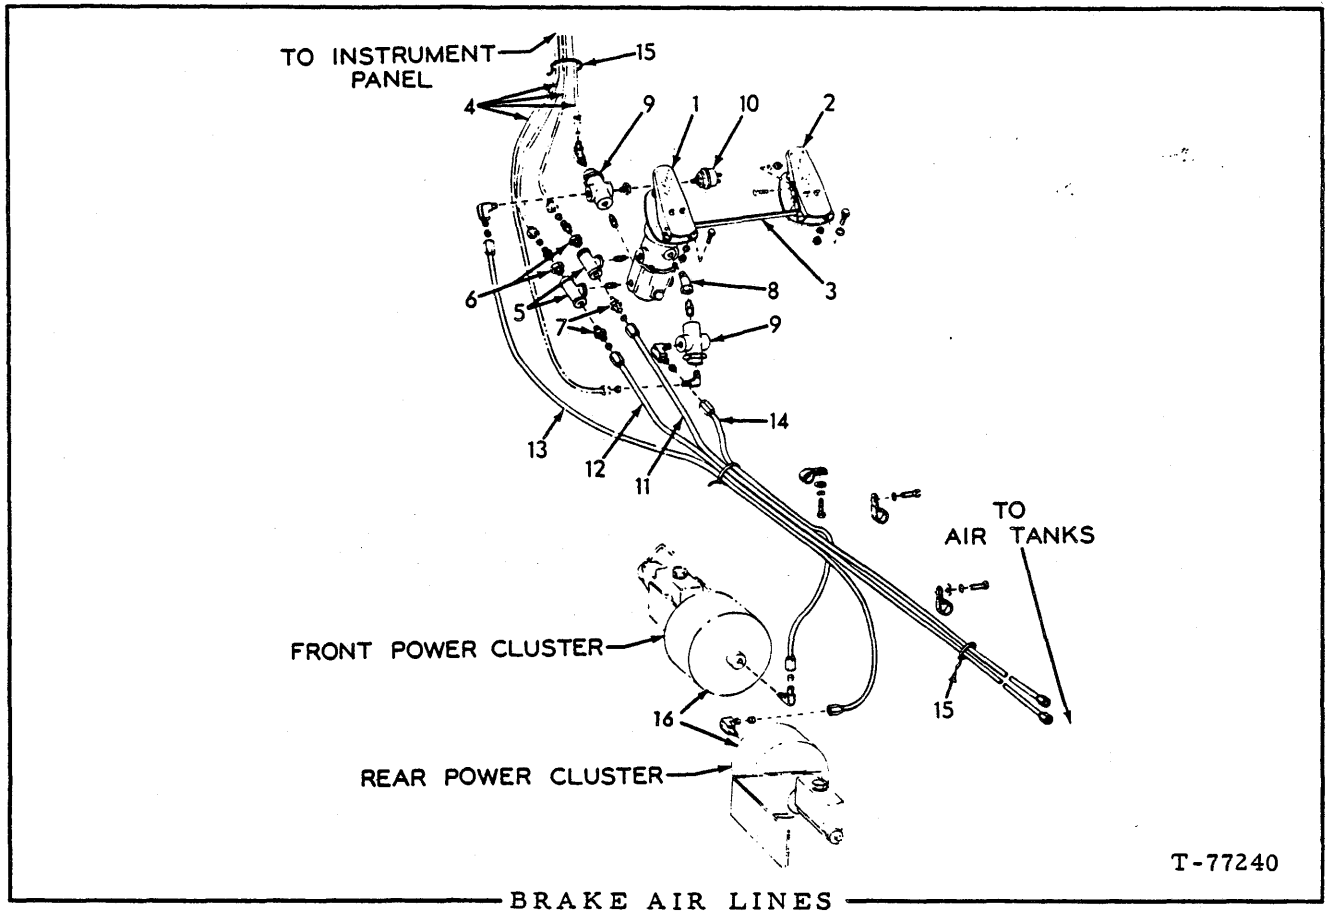 TO INSTRUMENT
PANEL
15
4
9
1
10
2
6
5
7
8
3
9
13
12
11
14
TO
AIR TANKS
FRONT POWER CLUSTER
16
15
REAR POWER CLUSTER
T-77240
BRAKE AIR LINES